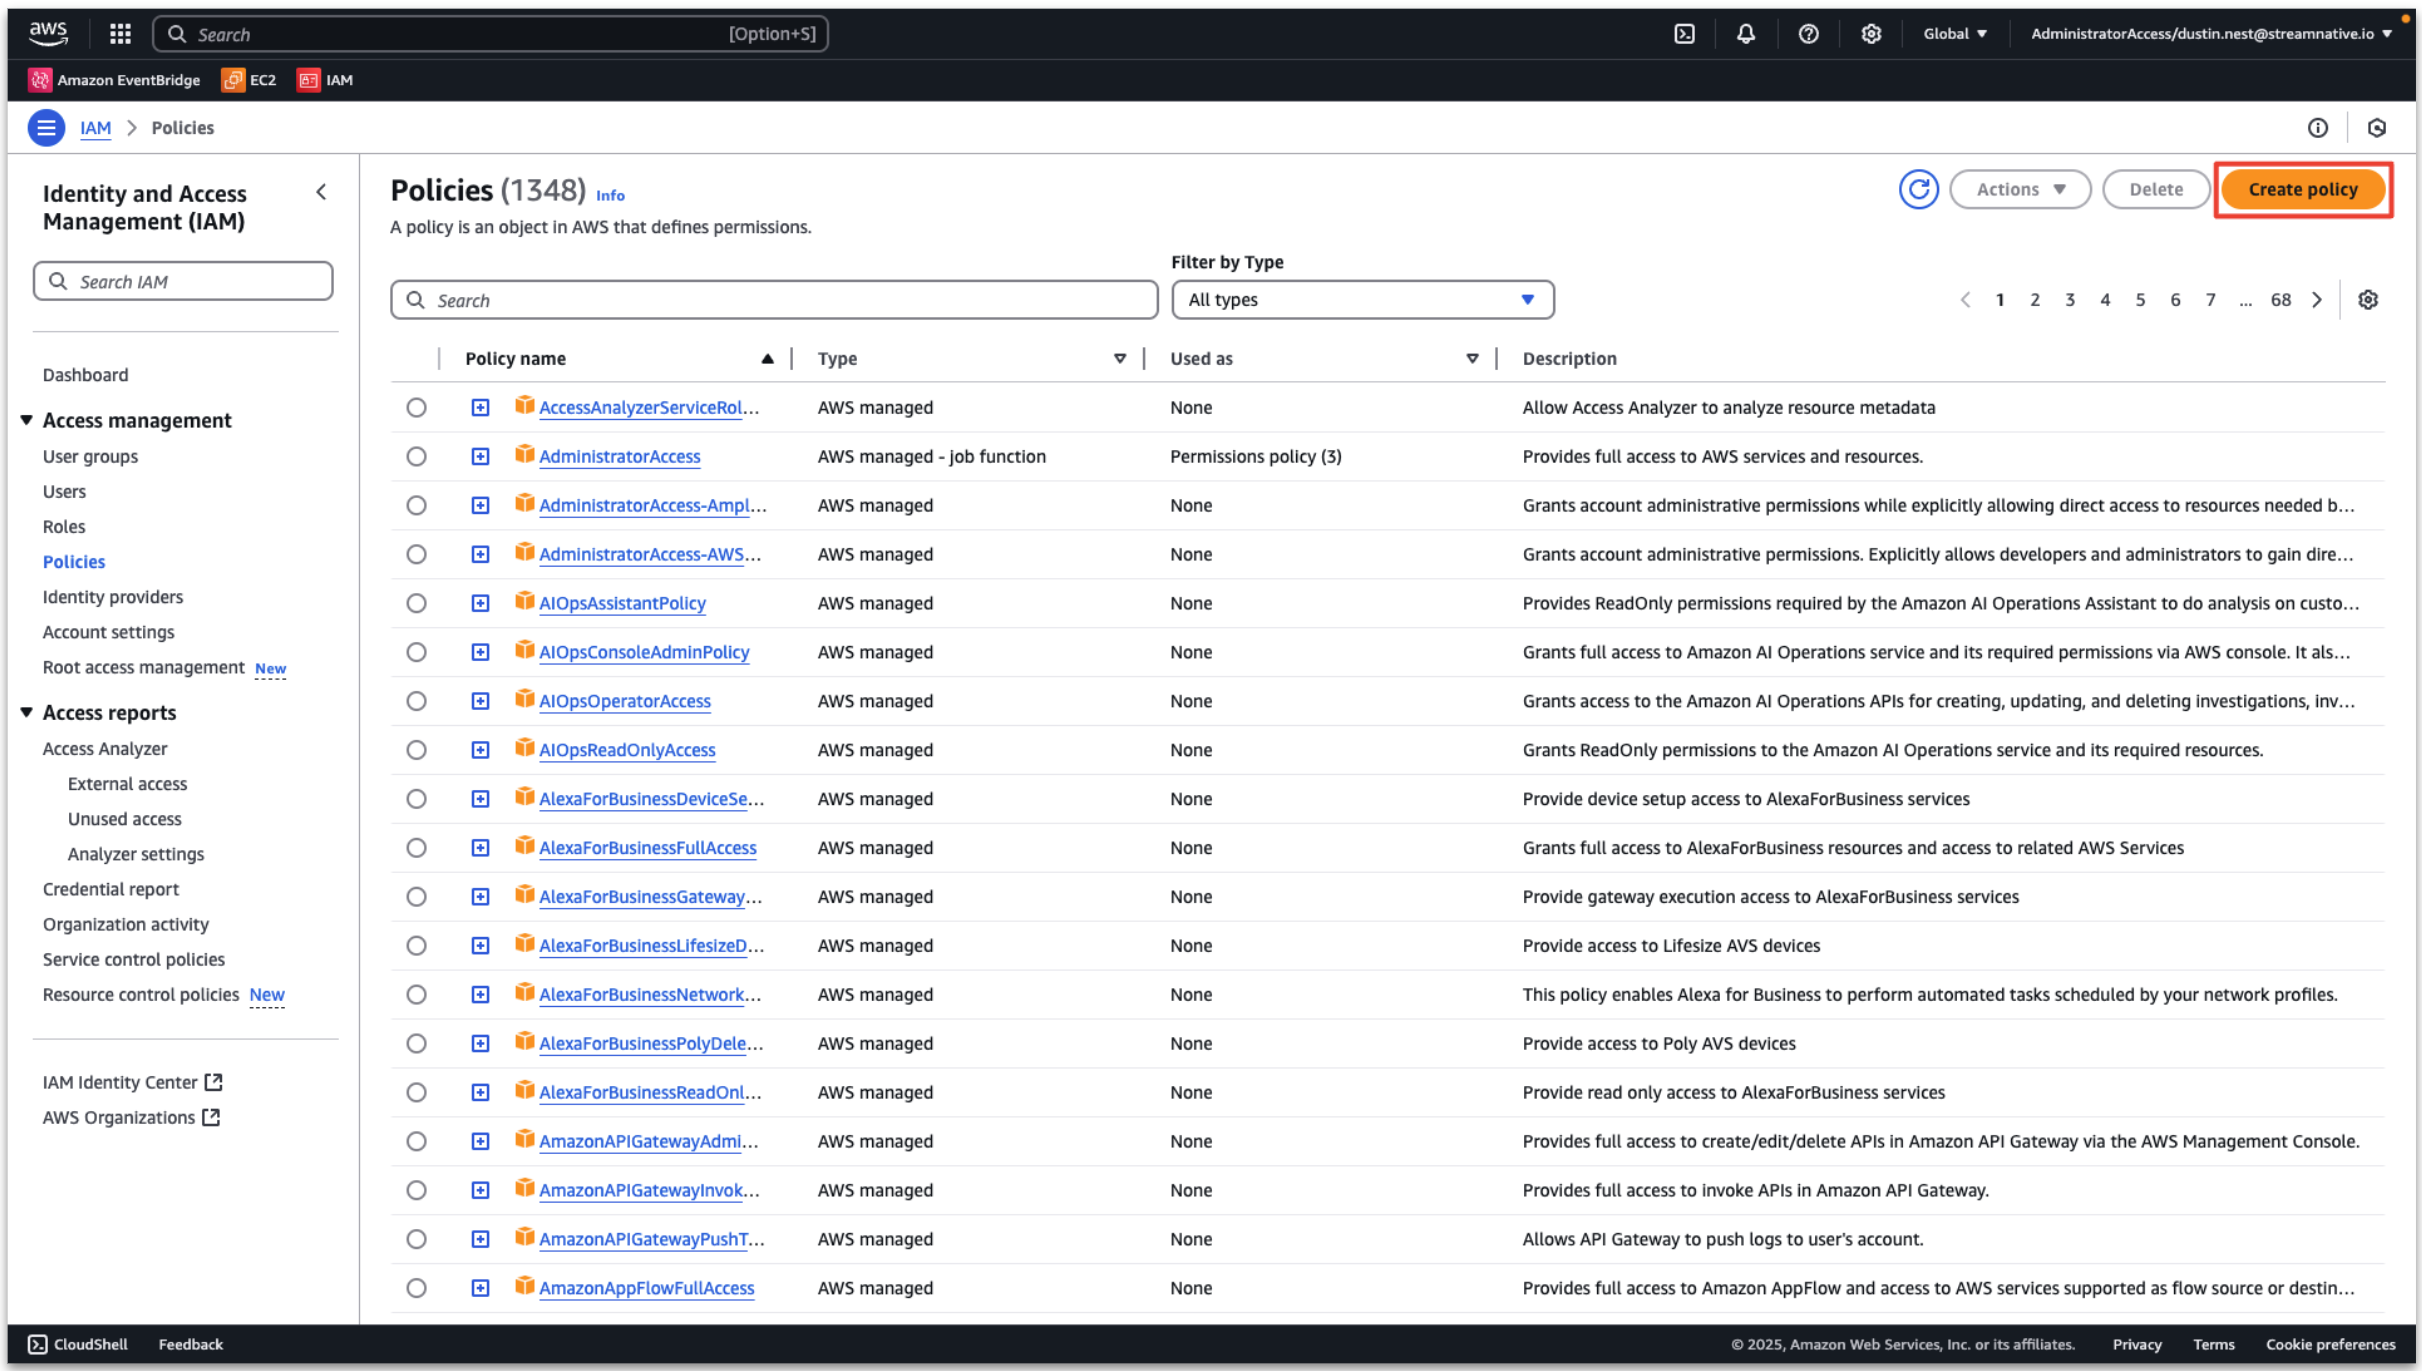 aws
Search [Option+S]
Global ▼ AdministratorAccess/dustin.nest@streamnative.io ▼
Amazon EventBridge EC2 IAM
IAM > Policies
Identity and Access
Management (IAM)
Search IAM
Dashboard
Access management
User groups
Users
Roles
Policies
Identity providers
Account settings
Root access management New
Access reports
Access Analyzer
External access
Unused access
Analyzer settings
Credential report
Organization activity
Service control policies
Resource control policies New
IAM Identity Center
AWS Organizations
Policies (1348) Info
Actions ▼ Delete Create policy
A policy is an object in AWS that defines permissions.
Filter by Type
Search All types
1 2 3 4 5 6 7 ... 68
Policy name Type Used as Description
AccessAnalyzerServiceRol... AWS managed None Allow Access Analyzer to analyze resource metadata
AdministratorAccess AWS managed - job function Permissions policy (3) Provides full access to AWS services and resources.
AdministratorAccess-Ampl... AWS managed None Grants account administrative permissions while explicitly allowing direct access to resources needed b...
AdministratorAccess-AWS... AWS managed None Grants account administrative permissions. Explicitly allows developers and administrators to gain dire...
AIOpsAssistantPolicy AWS managed None Provides ReadOnly permissions required by the Amazon AI Operations Assistant to do analysis on custo...
AIOpsConsoleAdminPolicy AWS managed None Grants full access to Amazon AI Operations service and its required permissions via AWS console. It als...
AIOpsOperatorAccess AWS managed None Grants access to the Amazon AI Operations APIs for creating, updating, and deleting investigations, inv...
AIOpsReadOnlyAccess AWS managed None Grants ReadOnly permissions to the Amazon AI Operations service and its required resources.
AlexaForBusinessDeviceSe... AWS managed None Provide device setup access to AlexaForBusiness services
AlexaForBusinessFullAccess AWS managed None Grants full access to AlexaForBusiness resources and access to related AWS Services
AlexaForBusinessGateway... AWS managed None Provide gateway execution access to AlexaForBusiness services
AlexaForBusinessLifesizeD... AWS managed None Provide access to Lifesize AVS devices
AlexaForBusinessNetwork... AWS managed None This policy enables Alexa for Business to perform automated tasks scheduled by your network profiles.
AlexaForBusinessPolyDele... AWS managed None Provide access to Poly AVS devices
AlexaForBusinessReadOnl... AWS managed None Provide read only access to AlexaForBusiness services
AmazonAPIGatewayAdmi... AWS managed None Provides full access to create/edit/delete APIs in Amazon API Gateway via the AWS Management Console.
AmazonAPIGatewayInvok... AWS managed None Provides full access to invoke APIs in Amazon API Gateway.
AmazonAPIGatewayPushT... AWS managed None Allows API Gateway to push logs to user's account.
AmazonAppFlowFullAccess AWS managed None Provides full access to Amazon AppFlow and access to AWS services supported as flow source or destin...
CloudShell Feedback © 2025, Amazon Web Services, Inc. or its affiliates. Privacy Terms Cookie preferences